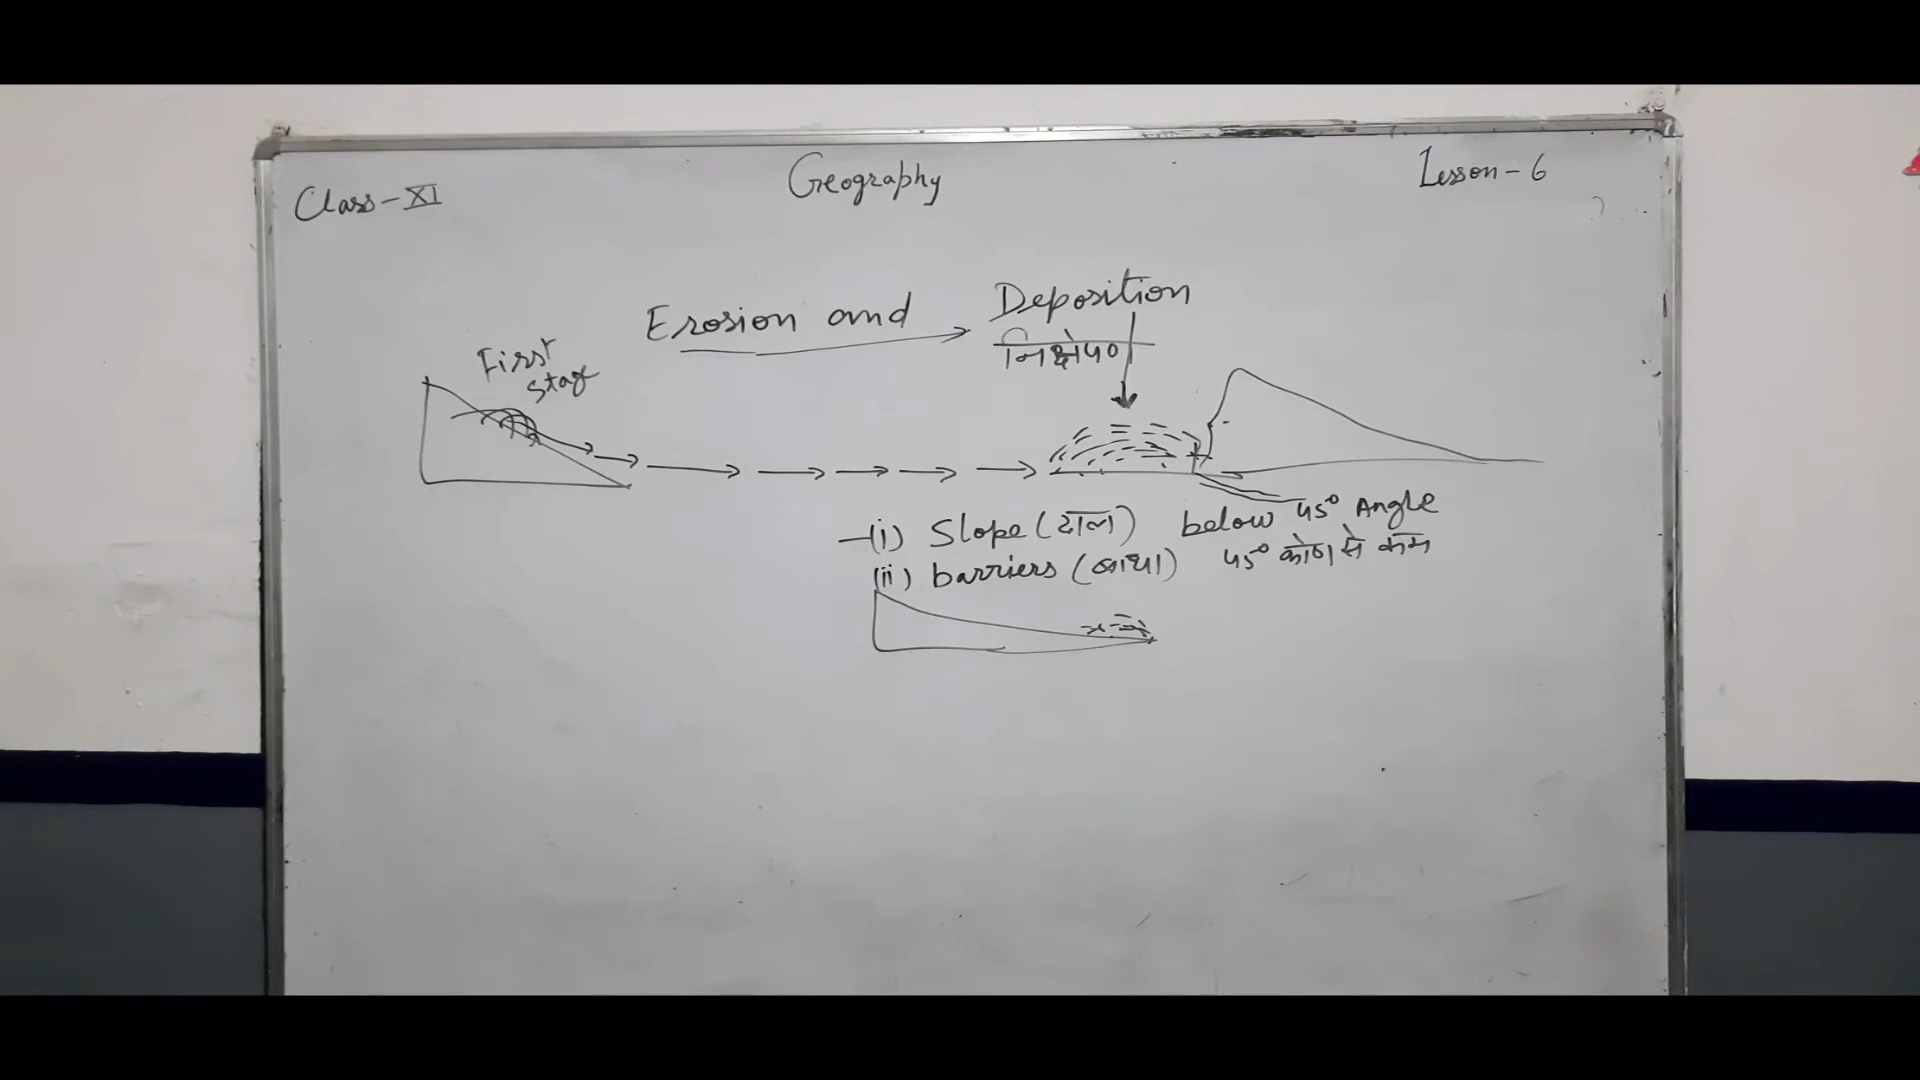 Class-XI
Geography
Lesson-6
Erosion and Deposition
निक्षेपण
First
stage
(i) Slope (ढाल) below 45° Angle
(ii) barriers (बाधा) 45° कोण से कम